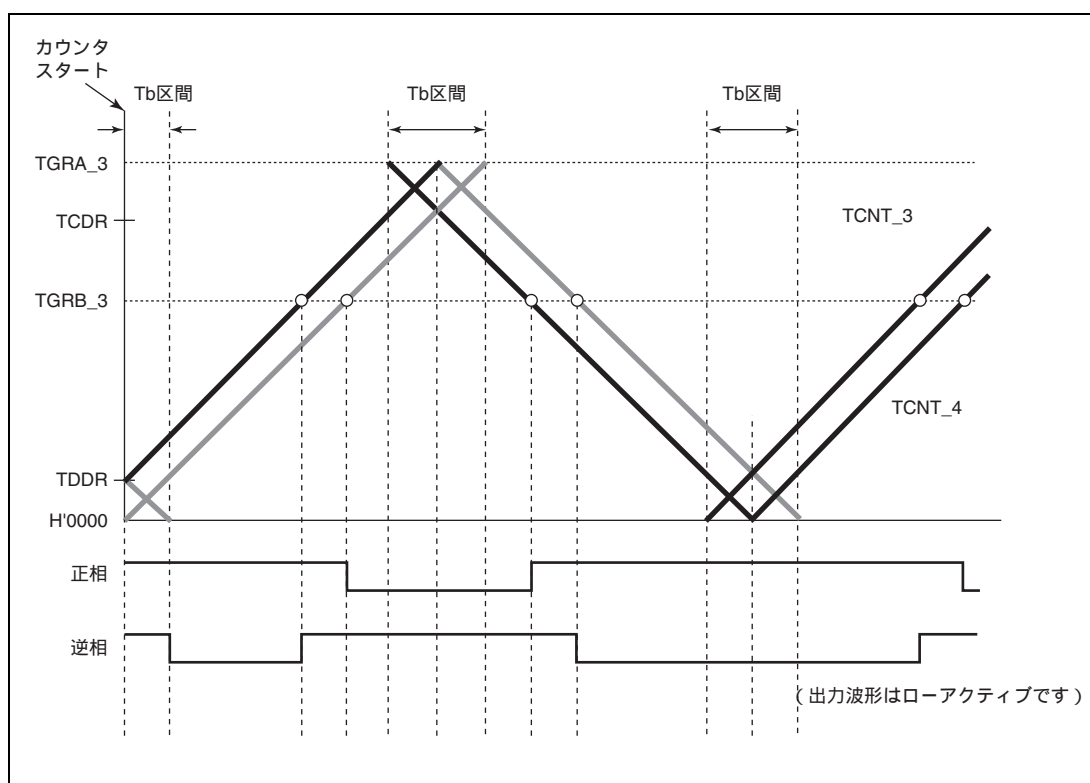 カウンタ
スタート
Tb区間
Tb区間
Tb区間
TGRA_3
TCDR
TCNT_3
TGRB_3
TCNT_4
TDDR
H'0000
正相
逆相
（出力波形はローアクティブです）